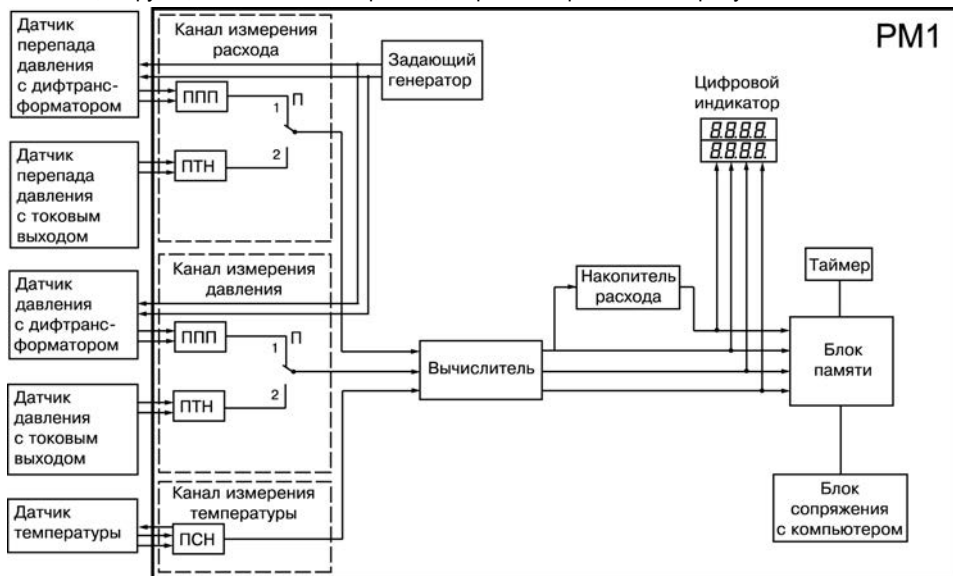 Датчик
перепада
давления
с дифтранс-
форматором
Канал измерения
расхода
ППП
1
П
2
ПТН
Задающий
генератор
РМ1
Цифровой
индикатор
8.8.8.8.
8.8.8.8.
Датчик
перепада
давления
с токовым
выходом
Датчик
давления
с дифтранс-
форматором
Канал измерения
давления
ППП
1
П
2
ПТН
Накопитель
расхода
Таймер
Вычислитель
Блок
памяти
Датчик
давления
с токовым
выходом
Датчик
температуры
Канал измерения
температуры
ПСН
Блок
сопряжения
с компьютером